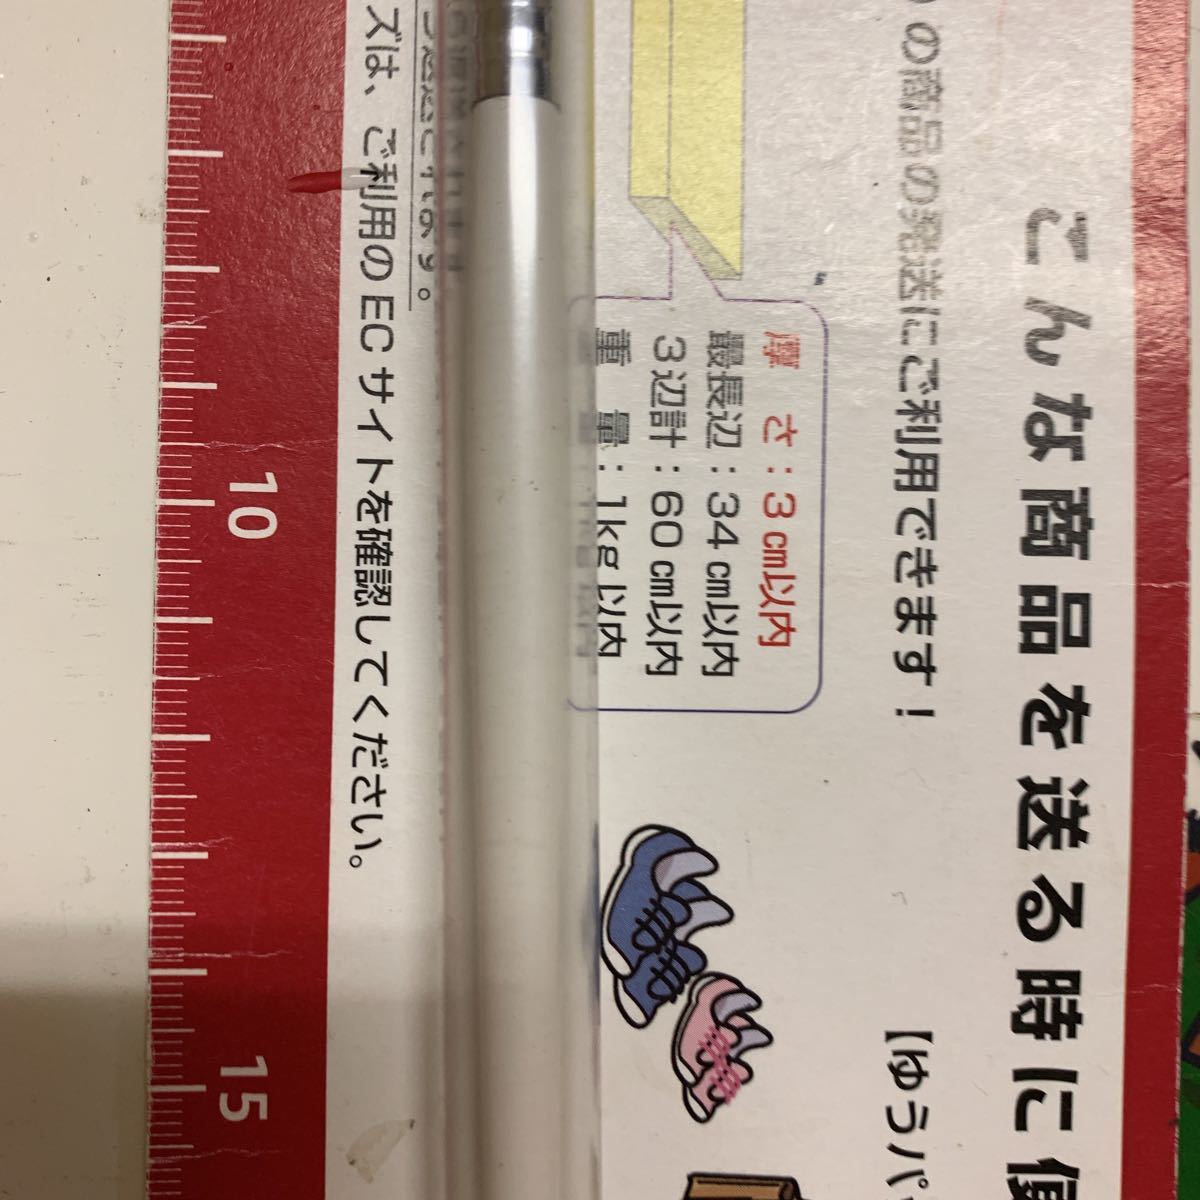 こんな商品を送る時に
の商品の発送にご利用できます！
【ゆうパ
厚さ：3㎝以内
最長辺：34㎝以内
3辺計：60㎝以内
重量：1kg以内
ズは、ご利用のECサイトを確認してください。
10
15